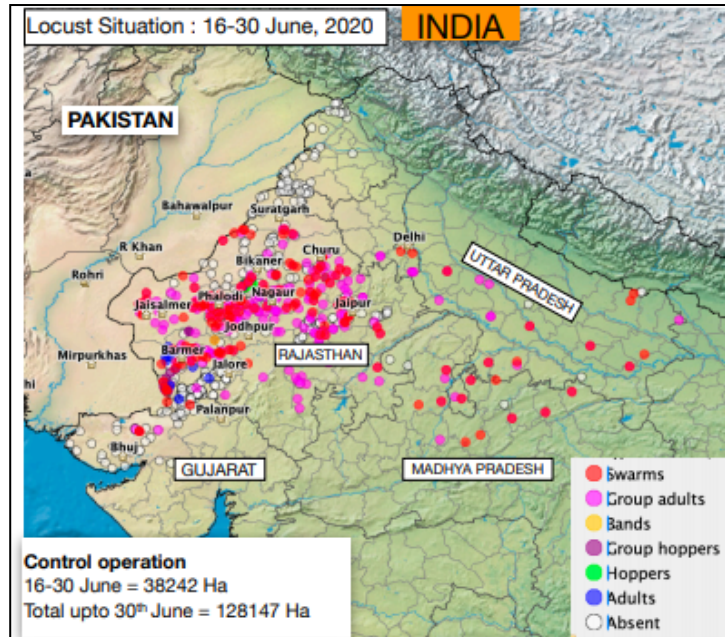 Locust Situation : 16-30 June, 2020
INDIA
PAKISTAN
Bahawalpur
Suratgarh
R Khan
Churu
Delhi
Bikaner
Rohri
UTTAR PRADESH
Phalodi
Nagaur
Jaisalmer
Jaipur
Jodhpur
Mirpurkhas
Barmer
RAJASTHAN
Jalore
Palanpur
Bhuj
GUJARAT
MADHYA PRADESH
Swarms
Group adults
Bands
Group hoppers
Hoppers
Adults
Absent
Control operation
16-30 June = 38242 Ha
Total upto 30th June = 128147 Ha